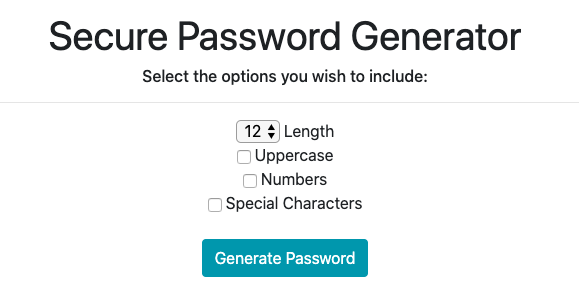 Secure Password Generator
Select the options you wish to include:
12 Length
Uppercase
Numbers
Special Characters
Generate Password